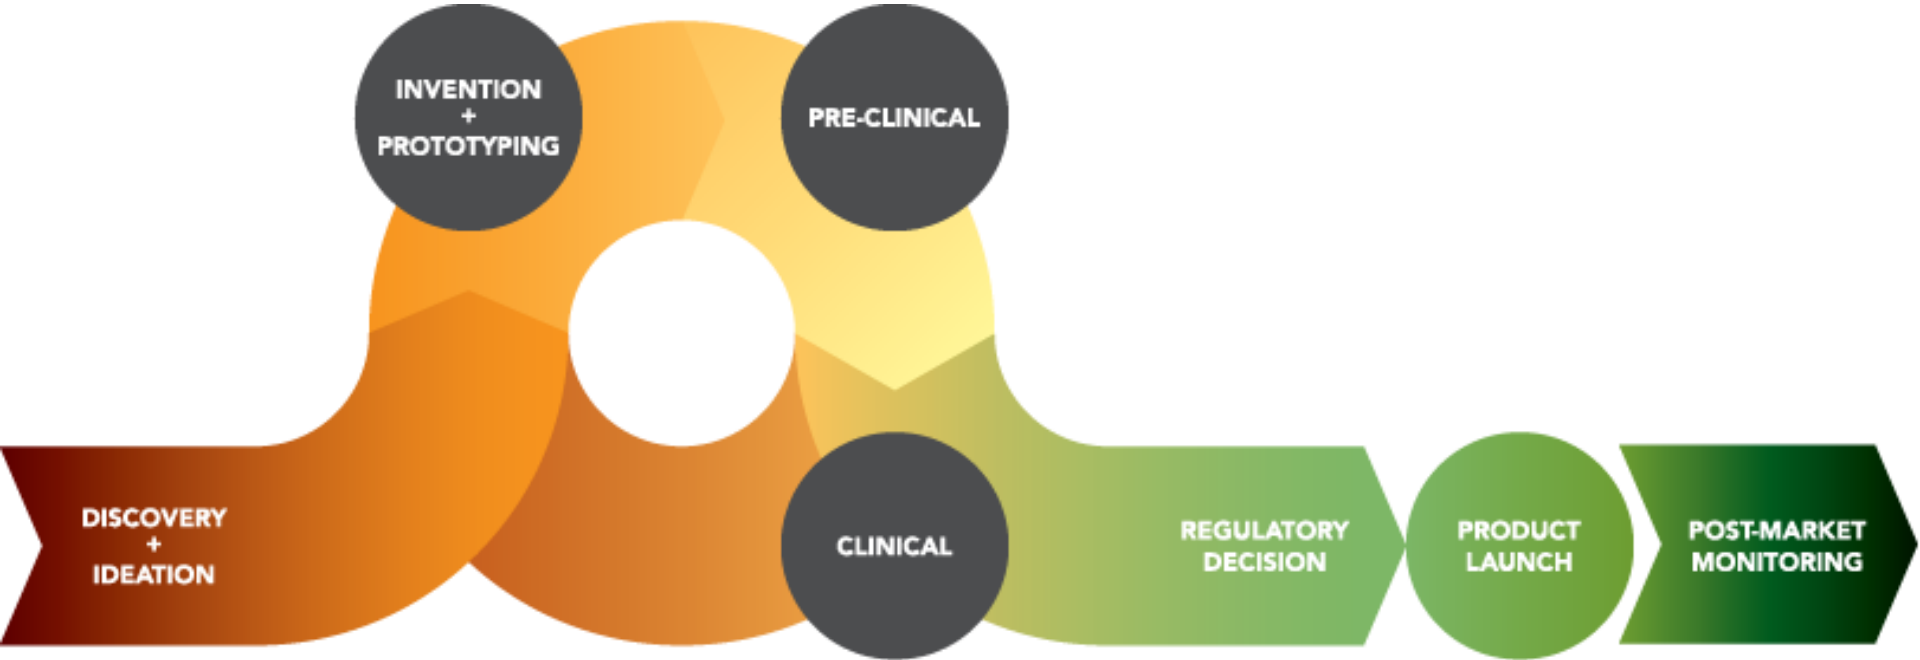 DISCOVERY
+
IDEATION
INVENTION
+
PROTOTYPING
PRE-CLINICAL
CLINICAL
REGULATORY
DECISION
PRODUCT
LAUNCH
POST-MARKET
MONITORING